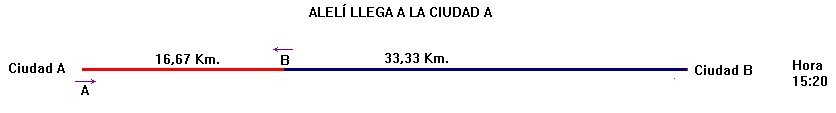 ALELÍ LLEGA A LA CIUDAD A
16,67 Km. B 33,33 Km.
Ciudad A Ciudad B Hora
A 15:20